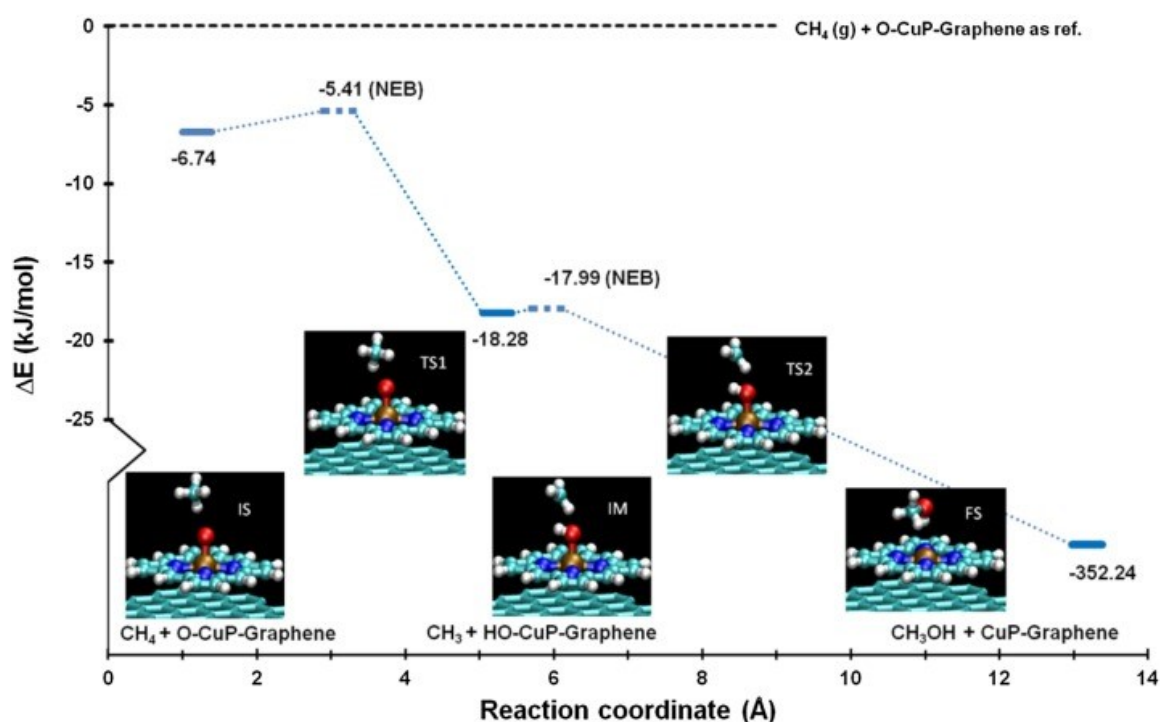 0
CH₄ (g) + O-CuP-Graphene as ref.
-5.41 (NEB)
-5
-6.74
-10
-15
-17.99 (NEB)
-18.28
-20
-25
ΔE (kJ/mol)
TS1
TS2
IS
IM
FS
-352.24
CH₄ + O-CuP-Graphene
CH₃ + HO-CuP-Graphene
CH₃OH + CuP-Graphene
0 2 4 6 8 10 12 14
Reaction coordinate (Å)